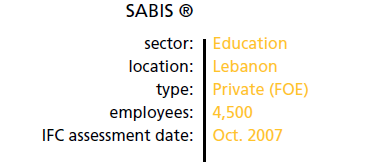 SABIS ®
sector: Education
location: Lebanon
type: Private (FOE)
employees: 4,500
IFC assessment date: Oct. 2007